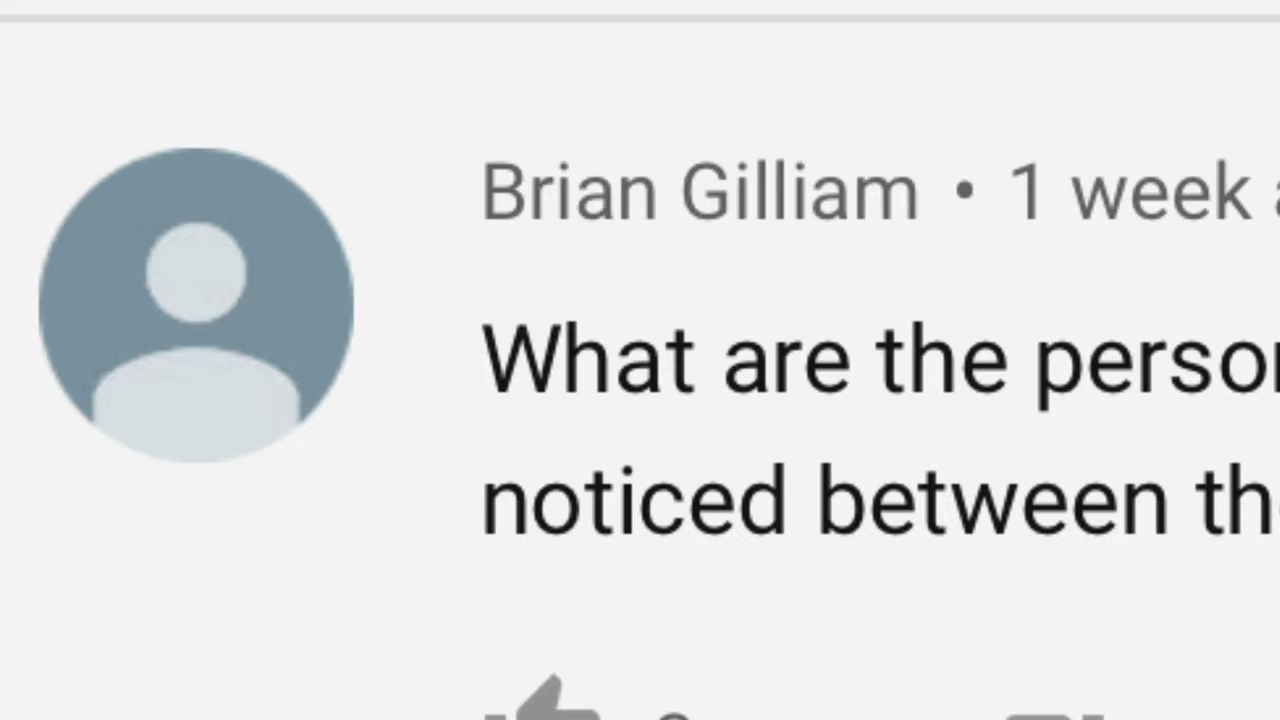 Brian Gilliam • 1 week
What are the
noticed between